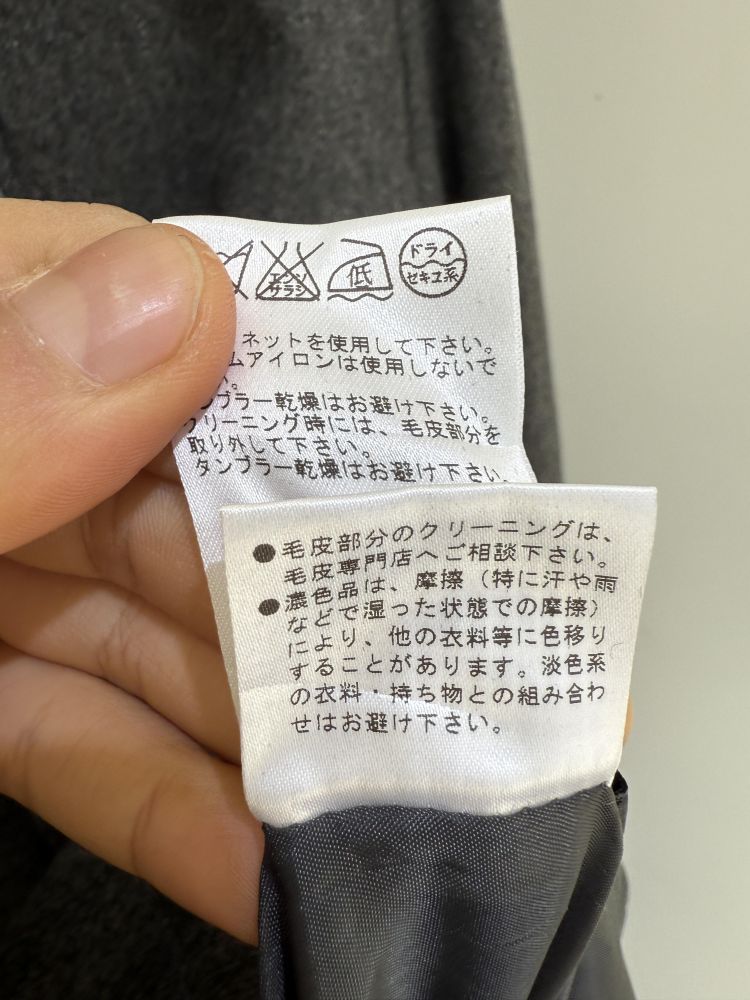 エンソ
サラシ
低
ドライ
セキユ系
ネットを使用して下さい。
ムアイロンは使用しないで
。
ンブラー乾燥はお避け下さい。
クリーニング時には、毛皮部分を
取り外して下さい。
タンブラー乾燥はお避け下さい。
●毛皮部分のクリーニングは、
毛皮専門店へご相談下さい。
●濃色品は、摩擦（特に汗や雨
などで湿った状態での摩擦）
により、他の衣料等に色移り
することがあります。淡色系
の衣料・持ち物との組み合わ
せはお避け下さい。